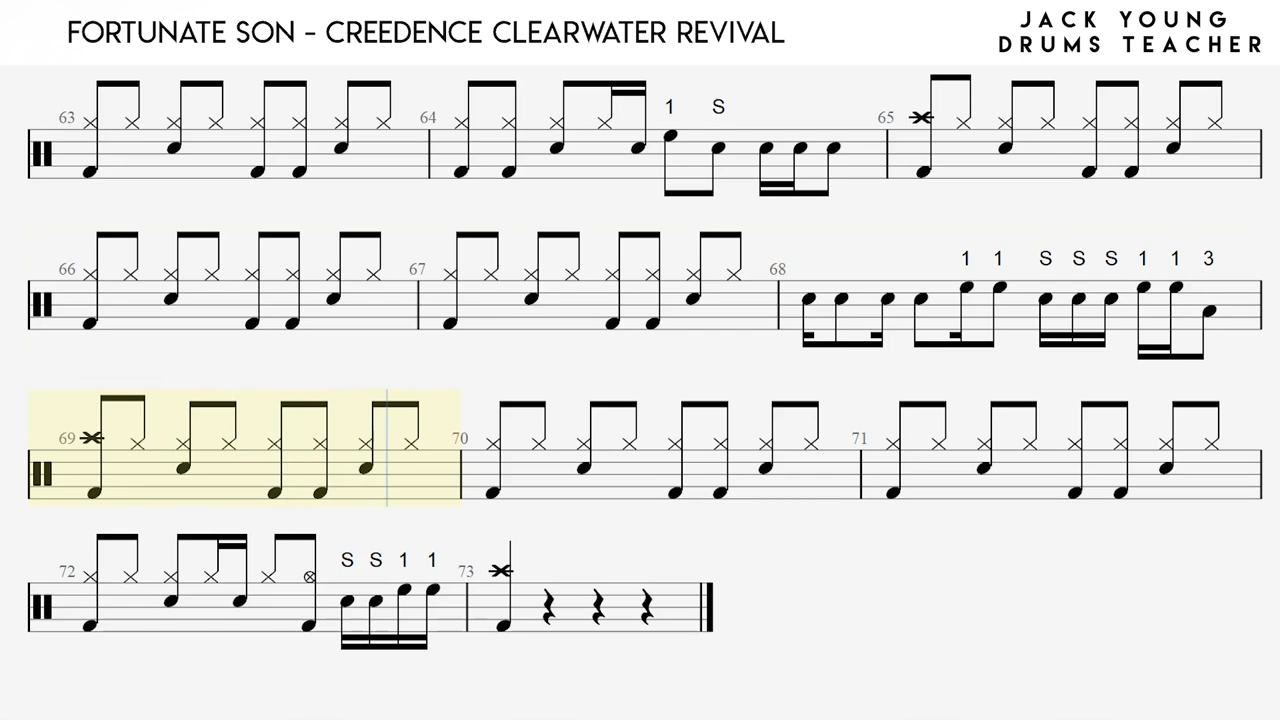 FORTUNATE SON - CREEDENCE CLEARWATER REVIVAL
JACK YOUNG
DRUMS TEACHER
63 64 1 S 65
66 67 68 1 1 S S S 1 1 3
69 70 71
72 S S 1 1 73